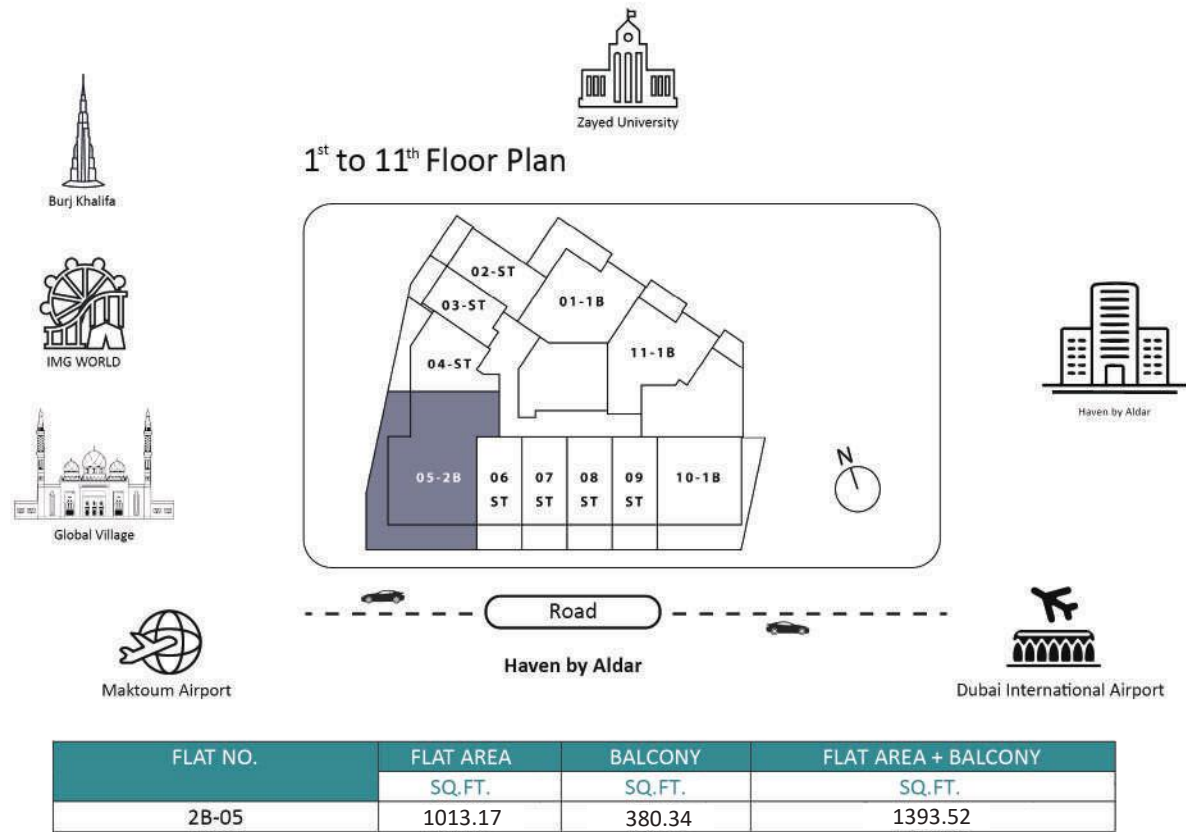 Zayed University
Burj Khalifa
1st to 11th Floor Plan
IMG WORLD
Global Village
02-ST
03-ST
01-1B
04-ST
11-1B
05-2B
06
ST
07
ST
08
ST
09
ST
10-1B
N
Haven by Aldar
Road
Haven by Aldar
Maktoum Airport
Dubai International Airport
FLAT NO. FLAT AREA BALCONY FLAT AREA + BALCONY
SQ.FT. SQ.FT. SQ.FT.
2B-05 1013.17 380.34 1393.52